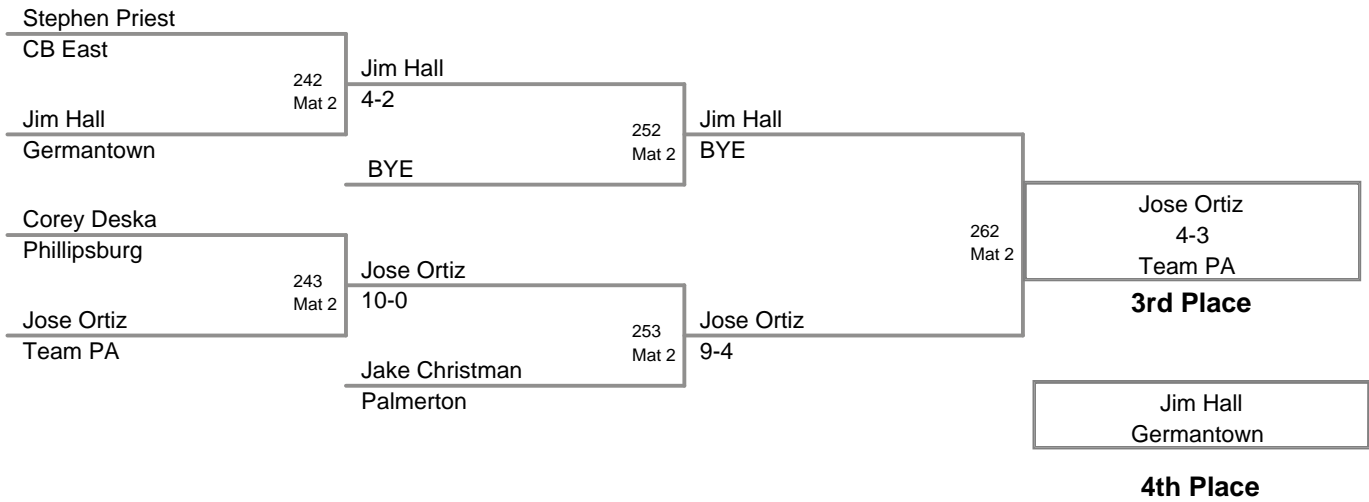 Stephen Priest
CB East
242
Mat 2
Jim Hall
4-2
Jim Hall
Germantown
252
Mat 2
Jim Hall
BYE
BYE
Corey Deska
Phillipsburg
243
Mat 2
Jose Ortiz
10-0
Jose Ortiz
Team PA
253
Mat 2
Jose Ortiz
9-4
Jake Christman
Palmerton
262
Mat 2
Jose Ortiz
4-3
Team PA
3rd Place
Jim Hall
Germantown
4th Place